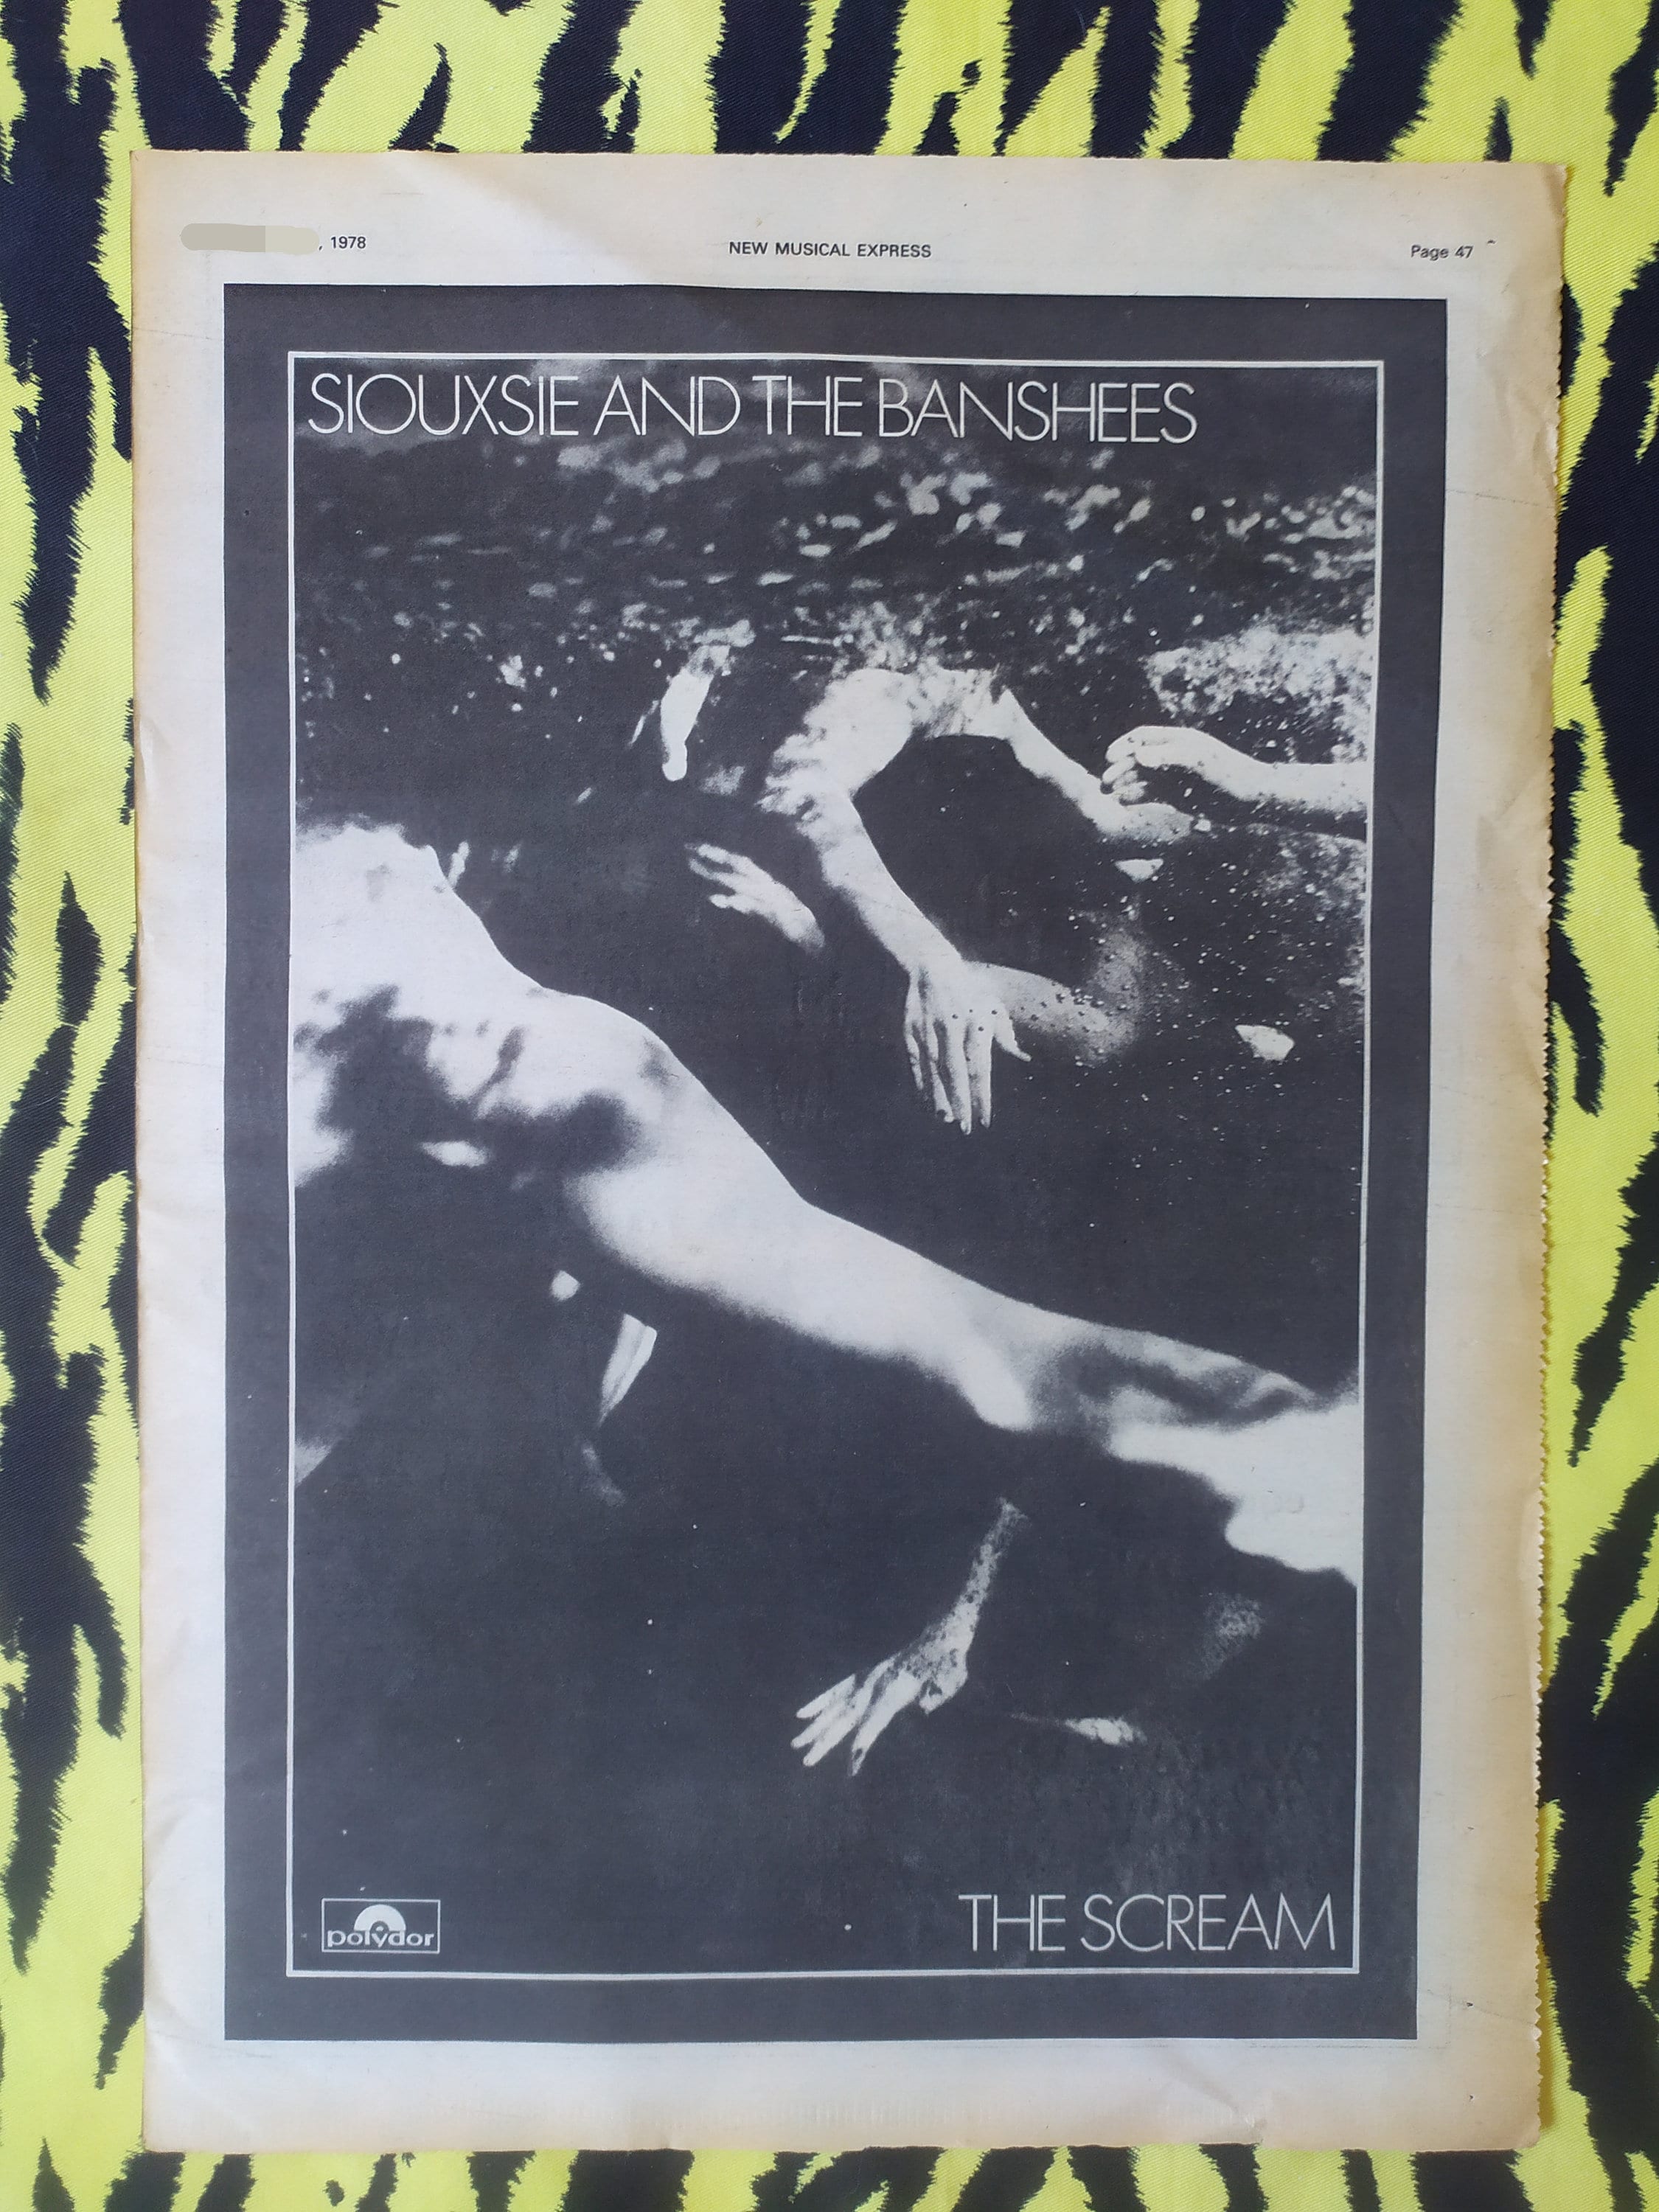 , 1978
NEW MUSICAL EXPRESS
Page 47
SIOUXSIE AND THE BANSHEES
polydor
THE SCREAM